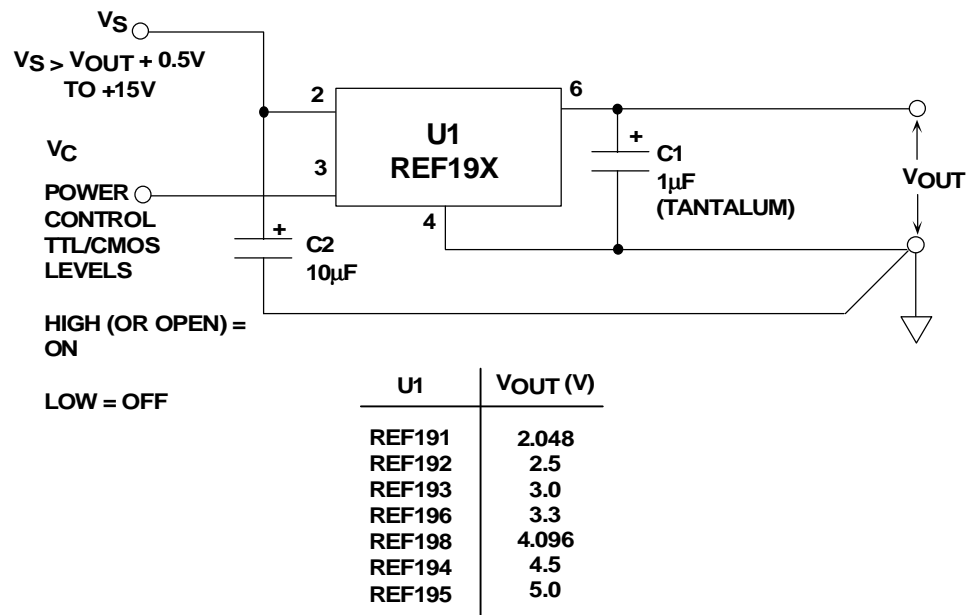 VS
VS > VOUT + 0.5V
TO +15V
VC
POWER
CONTROL
TTL/CMOS
LEVELS
HIGH (OR OPEN) =
ON
LOW = OFF
2
3
4
6
U1
REF19X
+
C1
1μF
(TANTALUM)
+
C2
10μF
VOUT
U1 VOUT (V)
REF191 2.048
REF192 2.5
REF193 3.0
REF196 3.3
REF198 4.096
REF194 4.5
REF195 5.0